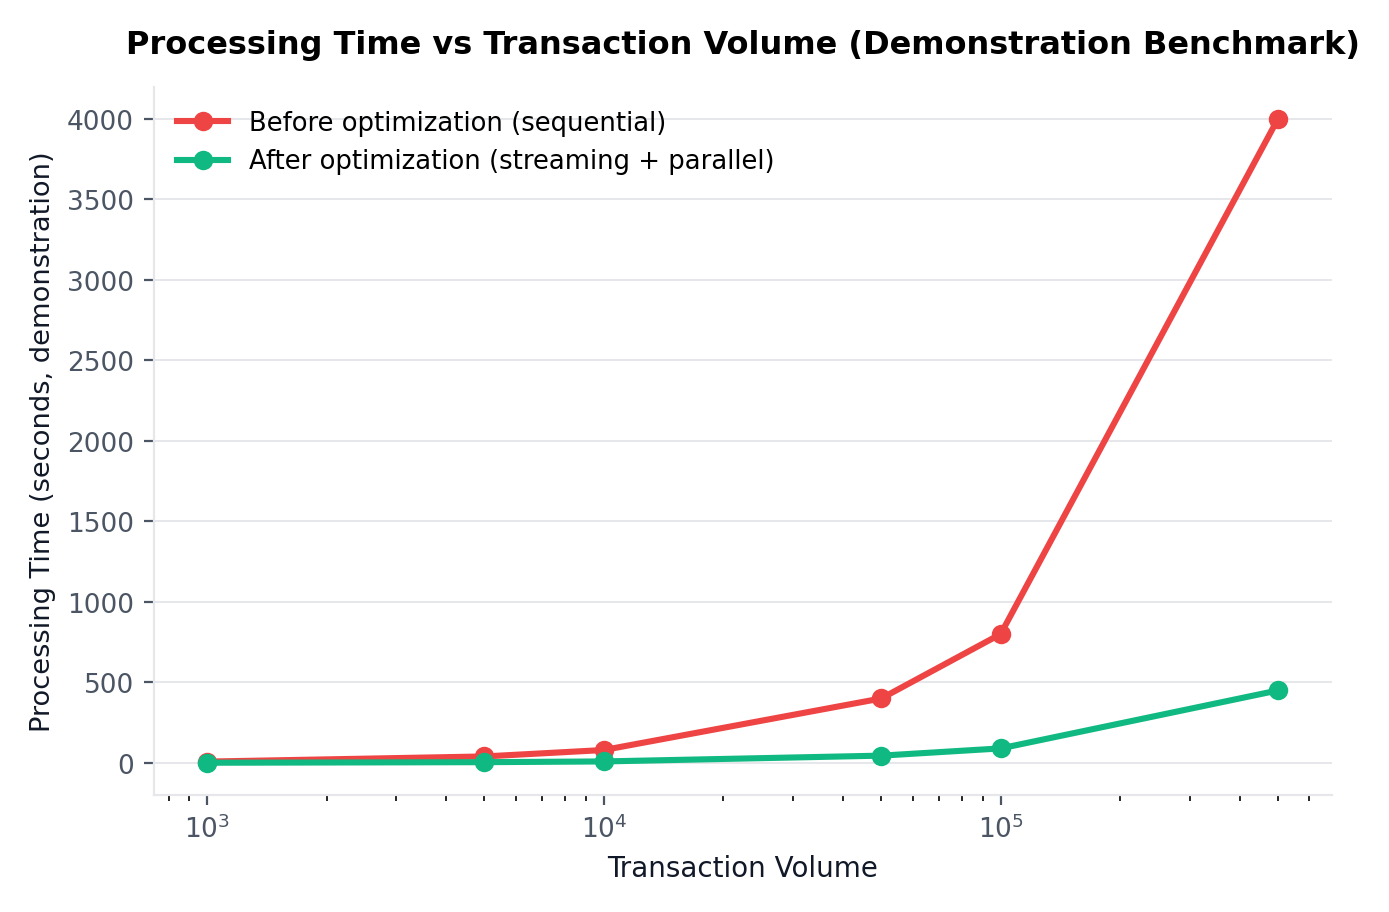 Processing Time vs Transaction Volume (Demonstration Benchmark)
Before optimization (sequential)
After optimization (streaming + parallel)
Processing Time (seconds, demonstration)
4000
3500
3000
2500
2000
1500
1000
500
0
10³
10⁴
10⁵
Transaction Volume